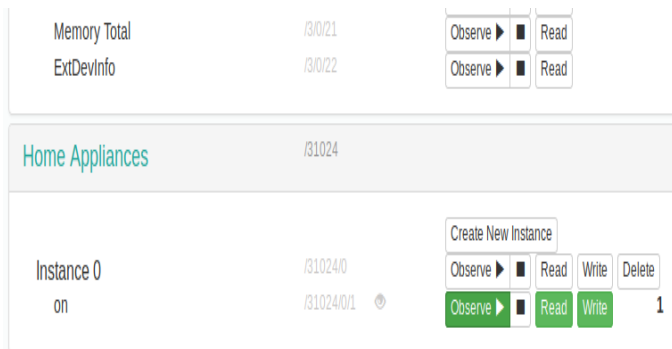 Memory Total /3/0/21 Observe Read
ExtDevInfo /3/0/22 Observe Read
Home Appliances /31024
Create New Instance
Instance 0 /31024/0 Observe Read Write Delete
on /31024/0/1 Observe Read Write 1